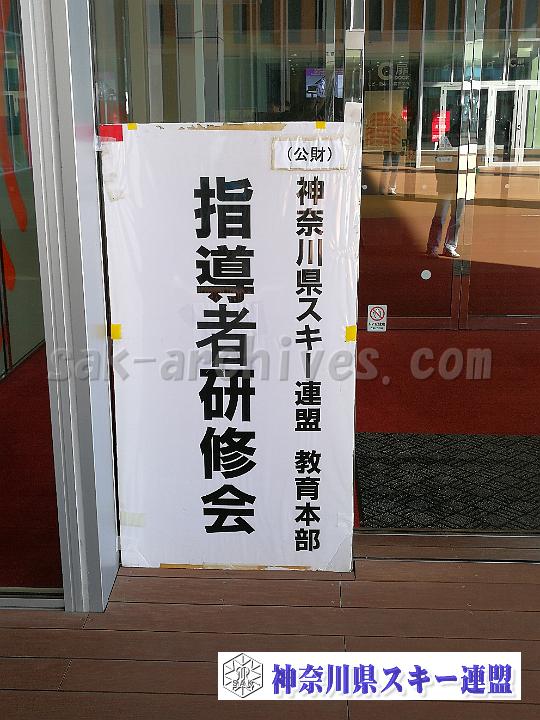 （公財）
神奈川県スキー連盟 教育本部
指導者研修会
sak-archives.com
神奈川県スキー連盟